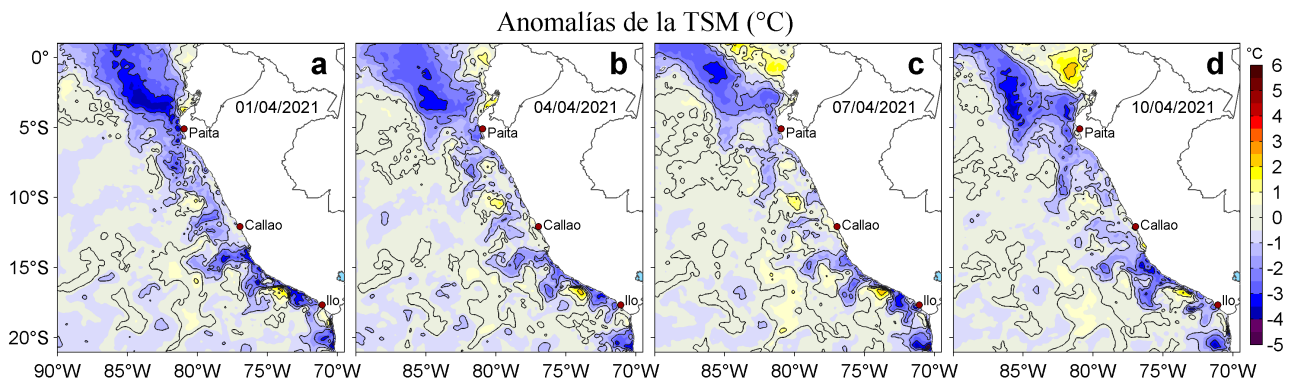 Anomalías de la TSM (°C)
a b c d
01/04/2021 04/04/2021 07/04/2021 10/04/2021
Paita Paita Paita Paita
Callao Callao Callao Callao
Ilo Ilo Ilo Ilo
0° 5°S 10°S 15°S 20°S
90°W 85°W 80°W 75°W 70°W 85°W 80°W 75°W 70°W 85°W 80°W 75°W 70°W 85°W 80°W 75°W 70°W
°C
6
5
4
3
2
1
0
-1
-2
-3
-4
-5